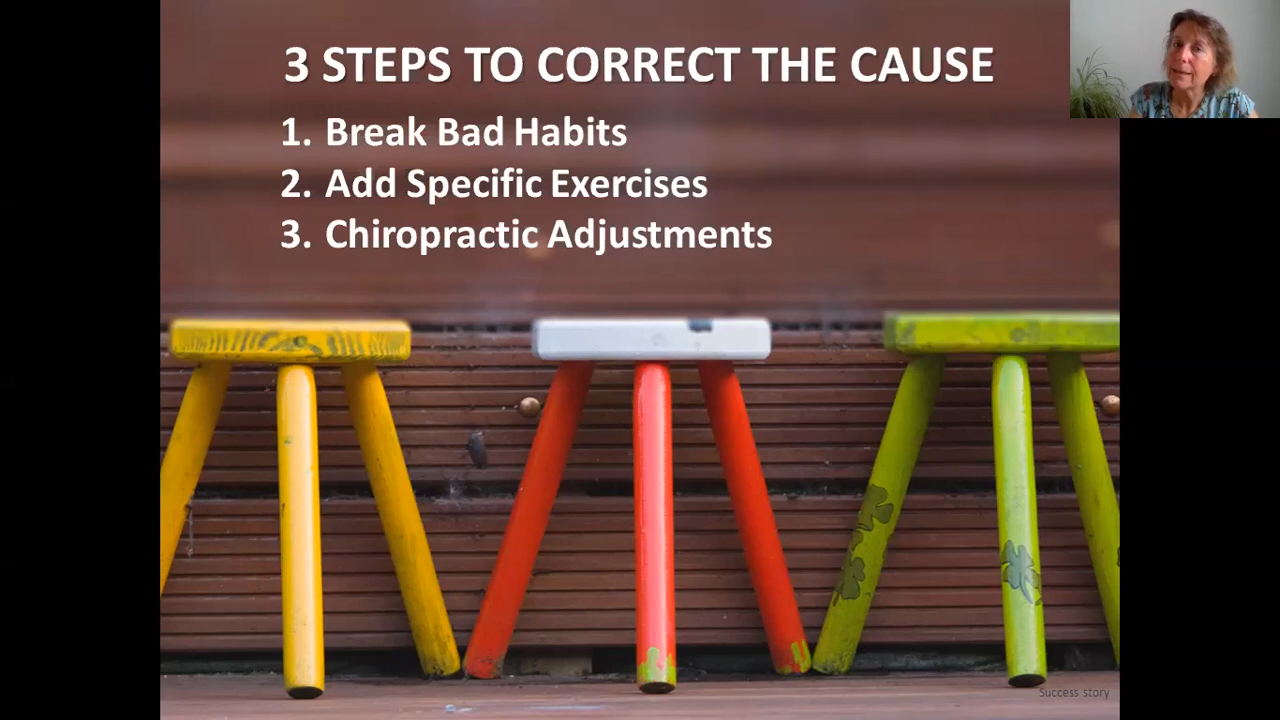 3 STEPS TO CORRECT THE CAUSE
1. Break Bad Habits
2. Add Specific Exercises
3. Chiropractic Adjustments
Success story